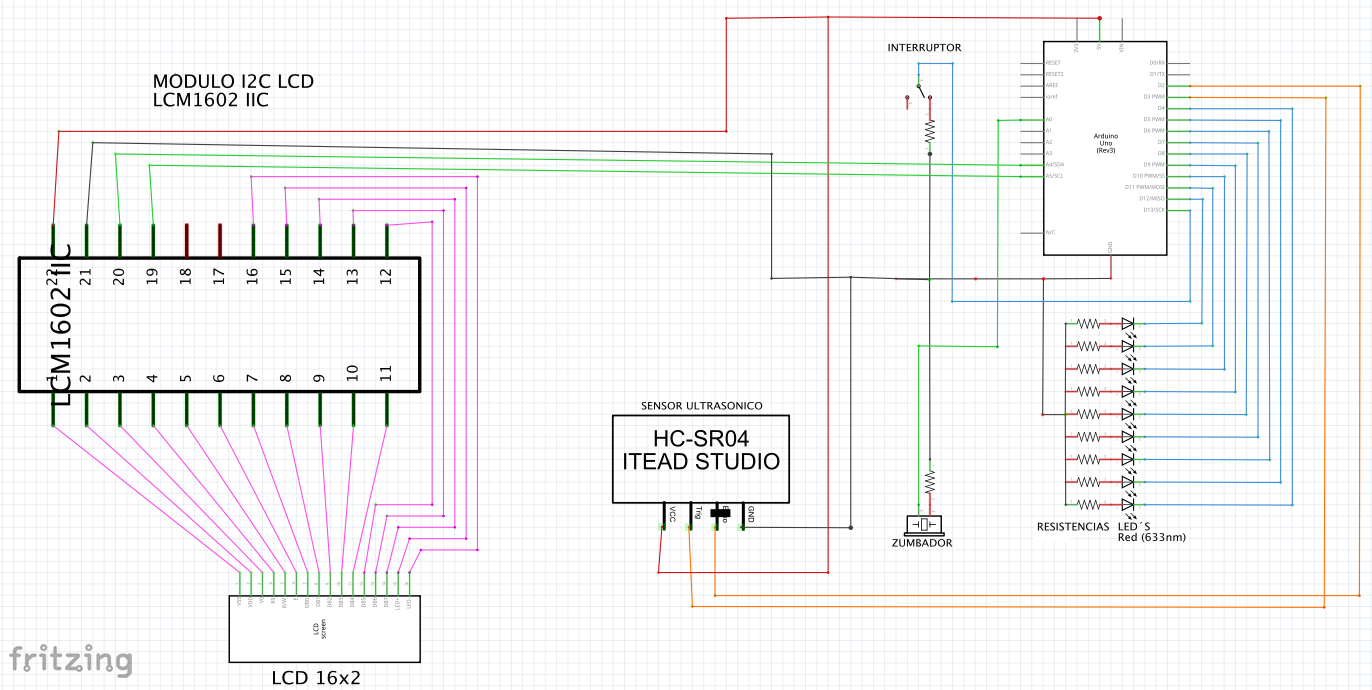 INTERRUPTOR
MODULO I2C LCD
LCM1602 IIC
3V3
5V
VIN
RESET
RESET2
AREF
ioref
A0
A1
A2
A3
A4/SDA
A5/SCL
N/C
D0/RX
D1/TX
D2
D3 PWM
D4
D5 PWM
D6 PWM
D7
D8
D9 PWM
D10 PWM/SS
D11 PWM/MOSI
D12/MISO
D13/SCK
Arduino
Uno
(Rev3)
GND
22 21 20 19 18 17 16 15 14 13 12
LCM1602 IIC
1 2 3 4 5 6 7 8 9 10 11
SENSOR ULTRASONICO
HC-SR04
ITEAD STUDIO
VCC
Trig
GND
ZUMBADOR
RESISTENCIAS
LED´S
Red (633nm)
LCD
screen
LCD 16x2
fritzing